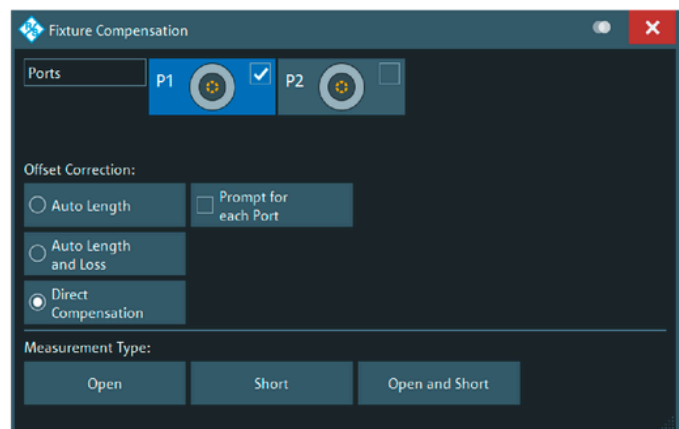 Fixture Compensation
Ports
P1
P2
Offset Correction:
Auto Length
Prompt for
each Port
Auto Length
and Loss
Direct
Compensation
Measurement Type:
Open
Short
Open and Short